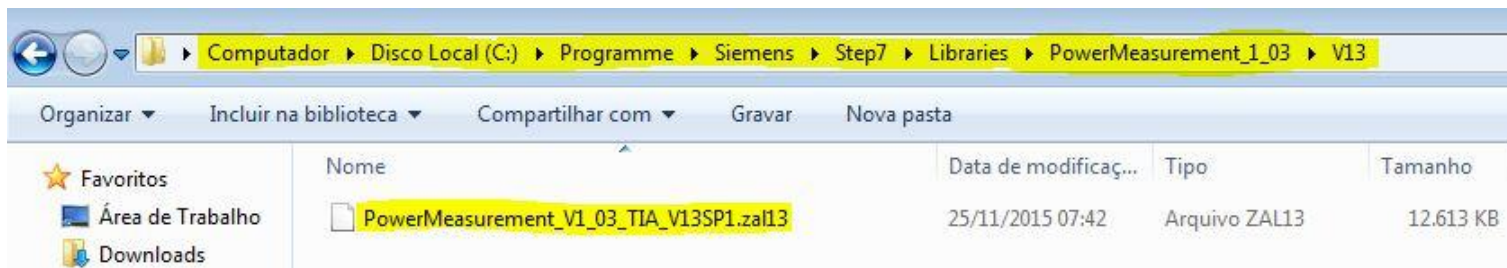 Computador Disco Local (C:) Programme Siemens Step7 Libraries PowerMeasurement_1_03 V13
Organizar Incluir na biblioteca Compartilhar com Gravar Nova pasta
Favoritos
Área de Trabalho
Downloads
Nome Data de modificaç... Tipo Tamanho
PowerMeasurement_V1_03_TIA_V13SP1.zal13 25/11/2015 07:42 Arquivo ZAL13 12.613 KB